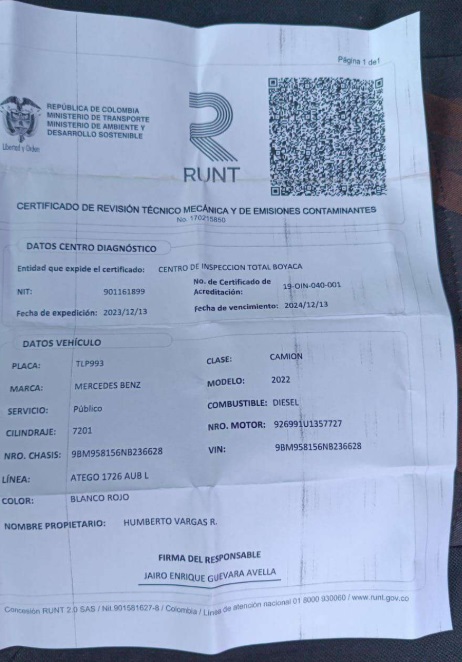 Página 1 de 1
REPÚBLICA DE COLOMBIA
MINISTERIO DE TRANSPORTE
MINISTERIO DE AMBIENTE Y
DESARROLLO SOSTENIBLE
Libertad y Orden
RUNT
CERTIFICADO DE REVISIÓN TÉCNICO MECÁNICA Y DE EMISIONES CONTAMINANTES
No. 170215850
DATOS CENTRO DIAGNÓSTICO
Entidad que expide el certificado: CENTRO DE INSPECCION TOTAL BOYACA
NIT: 901161899 No. de Certificado de Acreditación: 19-OIN-040-001
Fecha de expedición: 2023/12/13 fecha de vencimiento: 2024/12/13
DATOS VEHÍCULO
PLACA: TLP993 CLASE: CAMION
MARCA: MERCEDES BENZ MODELO: 2022
SERVICIO: Público COMBUSTIBLE: DIESEL
CILINDRAJE: 7201 NRO. MOTOR: 926991U1357727
NRO. CHASIS: 9BM958156NB236628 VIN: 9BM958156NB236628
LÍNEA: ATEGO 1726 AUB L
COLOR: BLANCO ROJO
NOMBRE PROPIETARIO: HUMBERTO VARGAS R.
FIRMA DEL RESPONSABLE
JAIRO ENRIQUE GUEVARA AVELLA
Concesión RUNT 2.0 SAS / Nit.901581627-8 / Colombia / Línea de atención nacional 01 8000 930060 / www.runt.gov.co